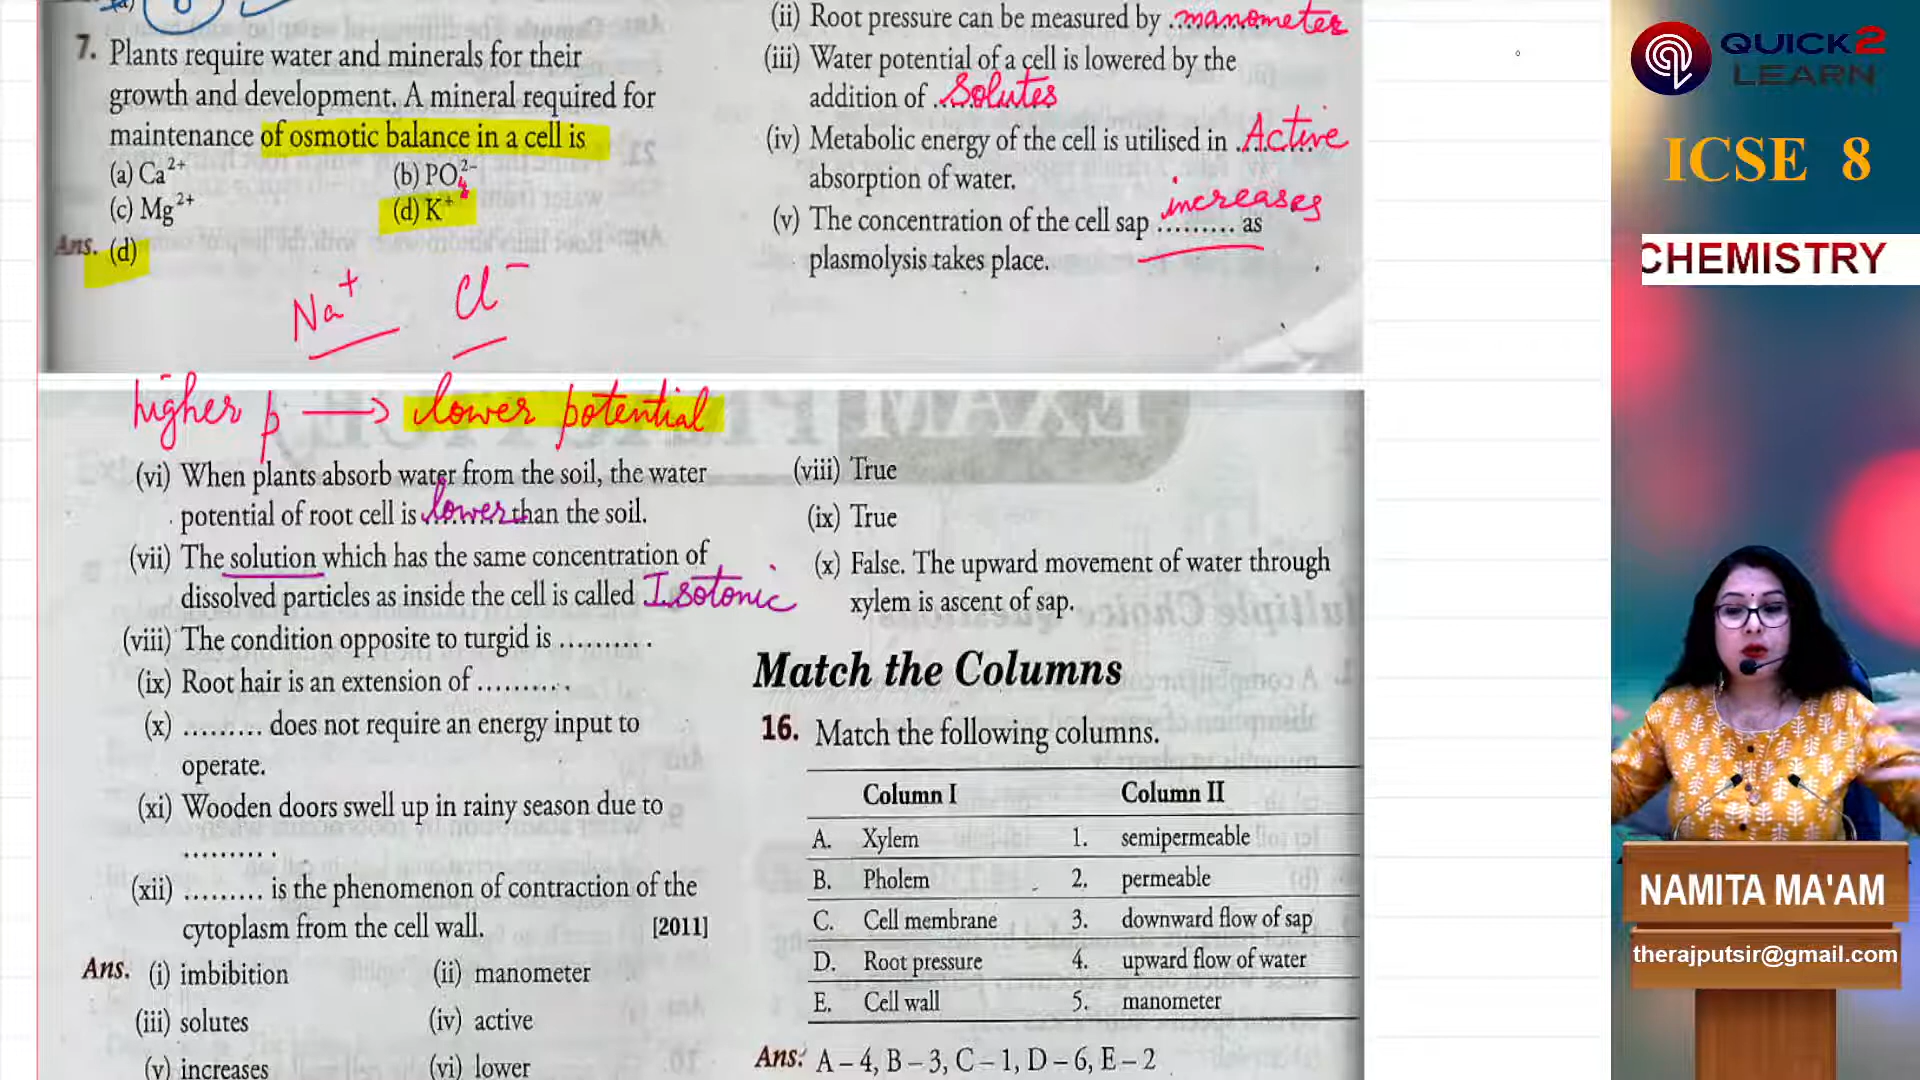 7. Plants require water and minerals for their
growth and development. A mineral required for
maintenance of osmotic balance in a cell is
(a) Ca2+ (b) PO42−
(c) Mg2+ (d) K+
Ans. (d)
Na+ Cl−
higher p → lower potential
(vi) When plants absorb water from the soil, the water
potential of root cell is lower than the soil.
(vii) The solution which has the same concentration of
dissolved particles as inside the cell is called Isotonic
(viii) The condition opposite to turgid is ..........
(ix) Root hair is an extension of ..........
(x) ......... does not require an energy input to
operate.
(xi) Wooden doors swell up in rainy season due to
..........
(xii) ......... is the phenomenon of contraction of the
cytoplasm from the cell wall. [2011]
Ans. (i) imbibition (ii) manometer
(iii) solutes (iv) active
(v) increases (vi) lower
(ii) Root pressure can be measured by manometer
(iii) Water potential of a cell is lowered by the
addition of Solutes
(iv) Metabolic energy of the cell is utilised in Active
absorption of water.
increases
(v) The concentration of the cell sap ......... as
plasmolysis takes place.
(viii) True
(ix) True
(x) False. The upward movement of water through
xylem is ascent of sap.
Match the Columns
16. Match the following columns.
Column I Column II
A. Xylem 1. semipermeable
B. Pholem 2. permeable
C. Cell membrane 3. downward flow of sap
D. Root pressure 4. upward flow of water
E. Cell wall 5. manometer
Ans. A – 4, B – 3, C – 1, D – 6, E – 2
QUICK2
LEARN
ICSE 8
CHEMISTRY
NAMITA MA'AM
therajputsir@gmail.com